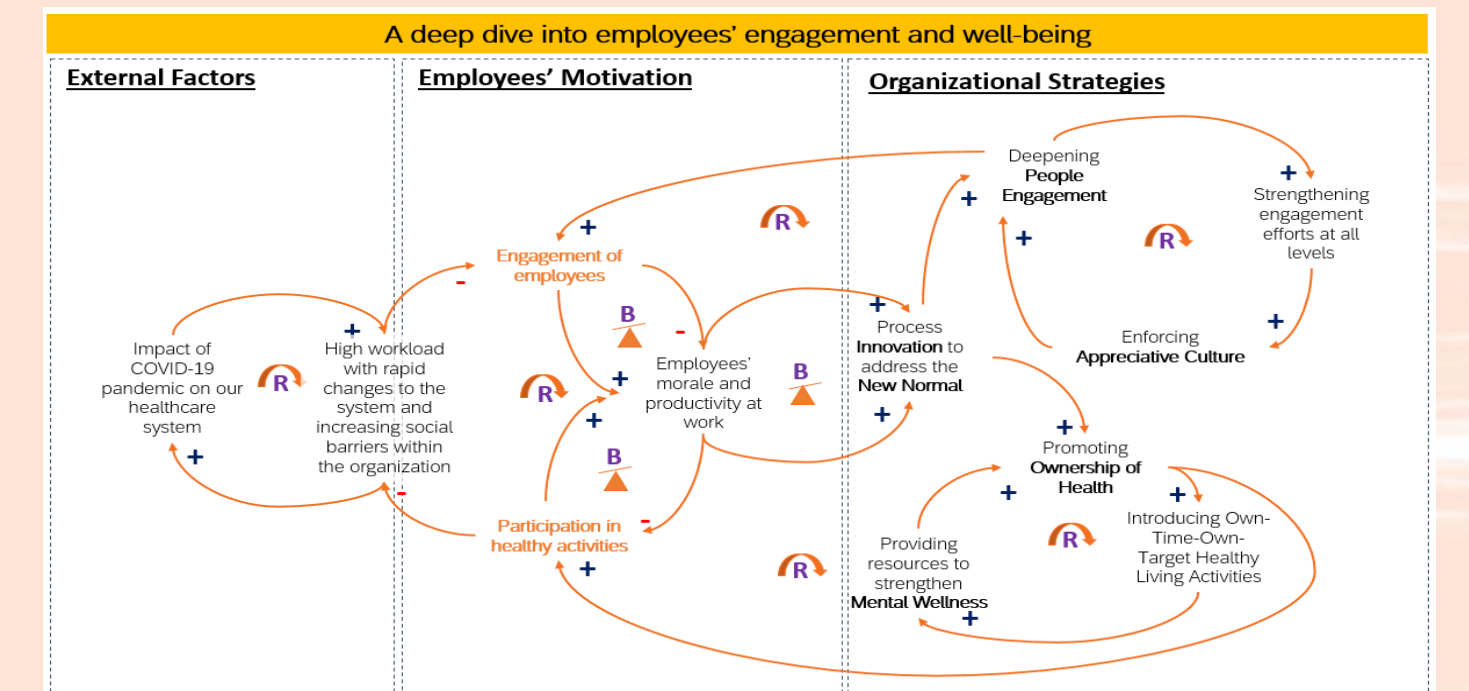 A deep dive into employees' engagement and well-being
External Factors
Employees' Motivation
Organizational Strategies
Impact of
COVID-19
pandemic on our
healthcare
system
+
R
+
High workload
with rapid
changes to the
system and
increasing social
barriers within
the organization
-
-
+
Engagement of
employees
B
-
R
+
+
Employees'
morale and
productivity at
work
B
B
-
Participation in
healthy activities
+
R
R
+
Process
Innovation to
address the
New Normal
+
+
Deepening
People
Engagement
+
R
+
Strengthening
engagement
efforts at all
levels
+
Enforcing
Appreciative Culture
+
Promoting
Ownership of
Health
+
+
R
Introducing Own-
Time-Own-
Target Healthy
Living Activities
Providing
resources to
strengthen
Mental Wellness
+